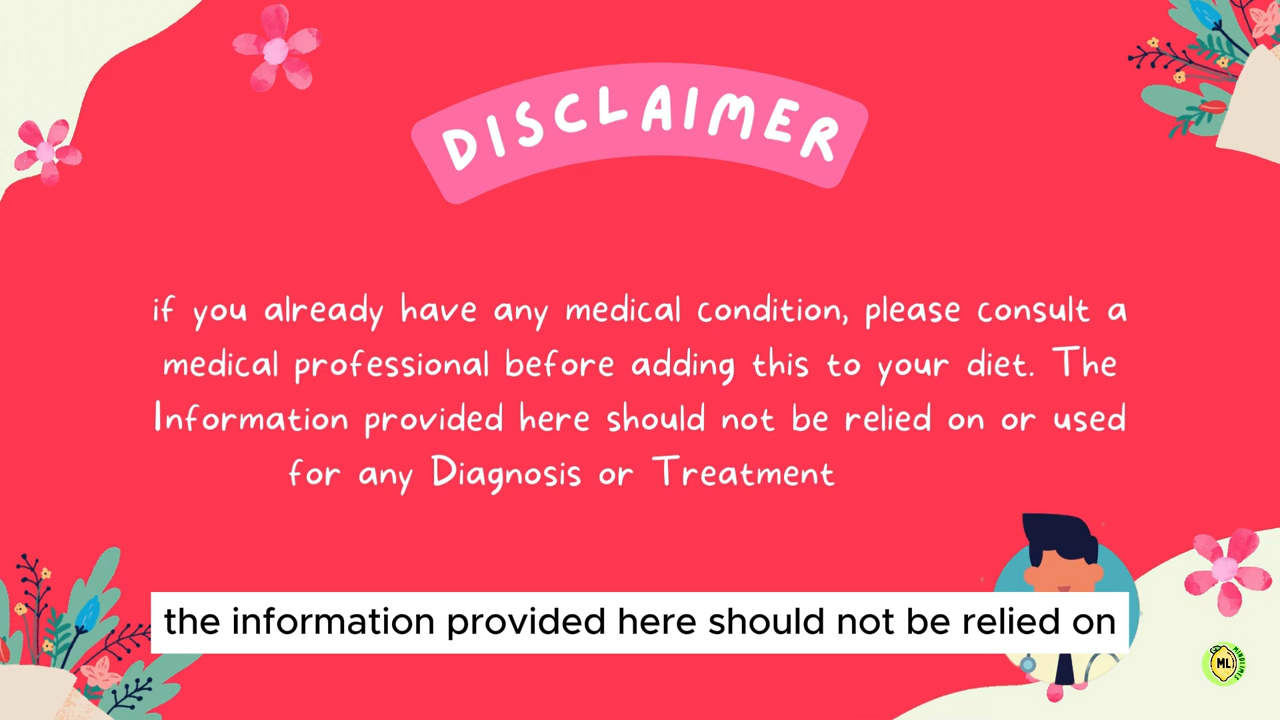 DISCLAIMER
if you already have any medical condition, please consult a
medical professional before adding this to your diet. The
Information provided here should not be relied on or used
for any Diagnosis or Treatment
the information provided here should not be relied on
ML